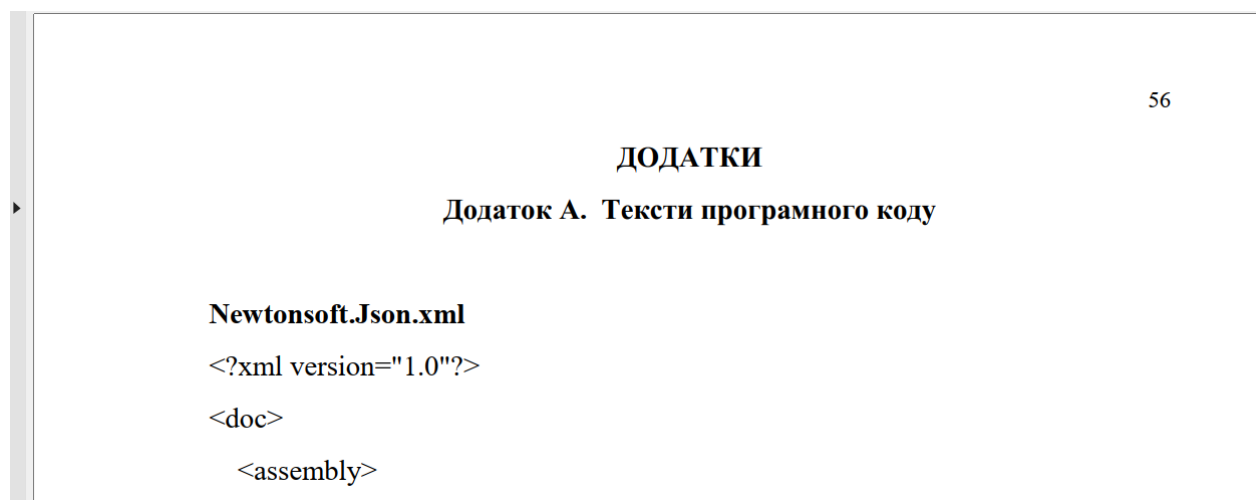 56
ДОДАТКИ
Додаток А.  Тексти програмного коду
Newtonsoft.Json.xml
<?xml version="1.0"?>
<doc>
<assembly>